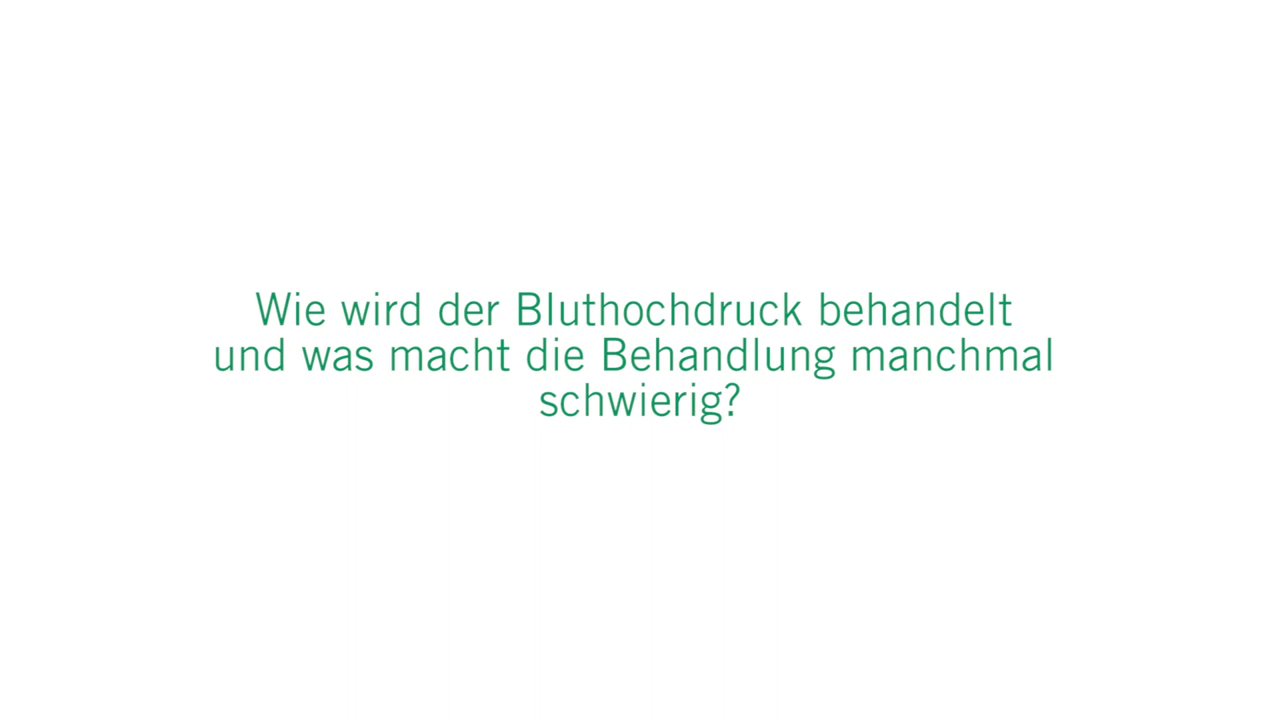 Wie wird der Bluthochdruck behandelt
und was macht die Behandlung manchmal
schwierig?